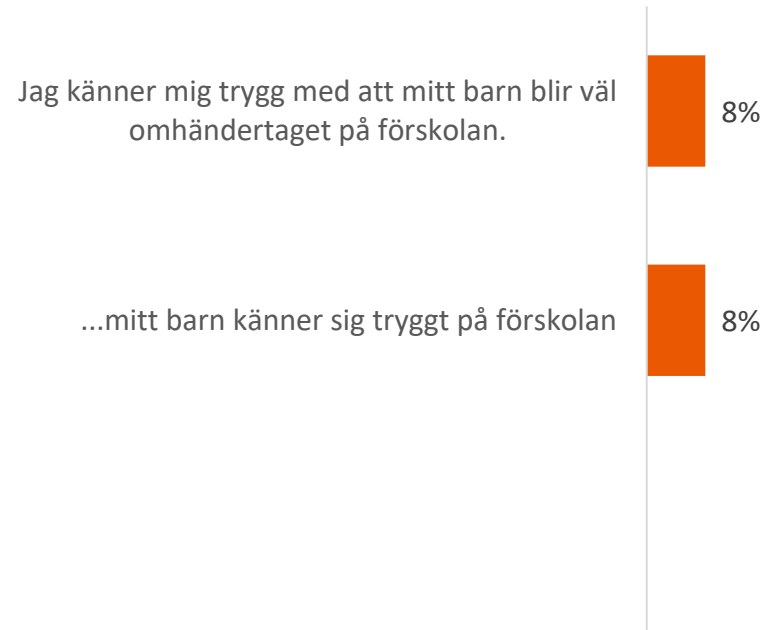 Jag känner mig trygg med att mitt barn blir väl
omhändertaget på förskolan.
8%
...mitt barn känner sig tryggt på förskolan
8%